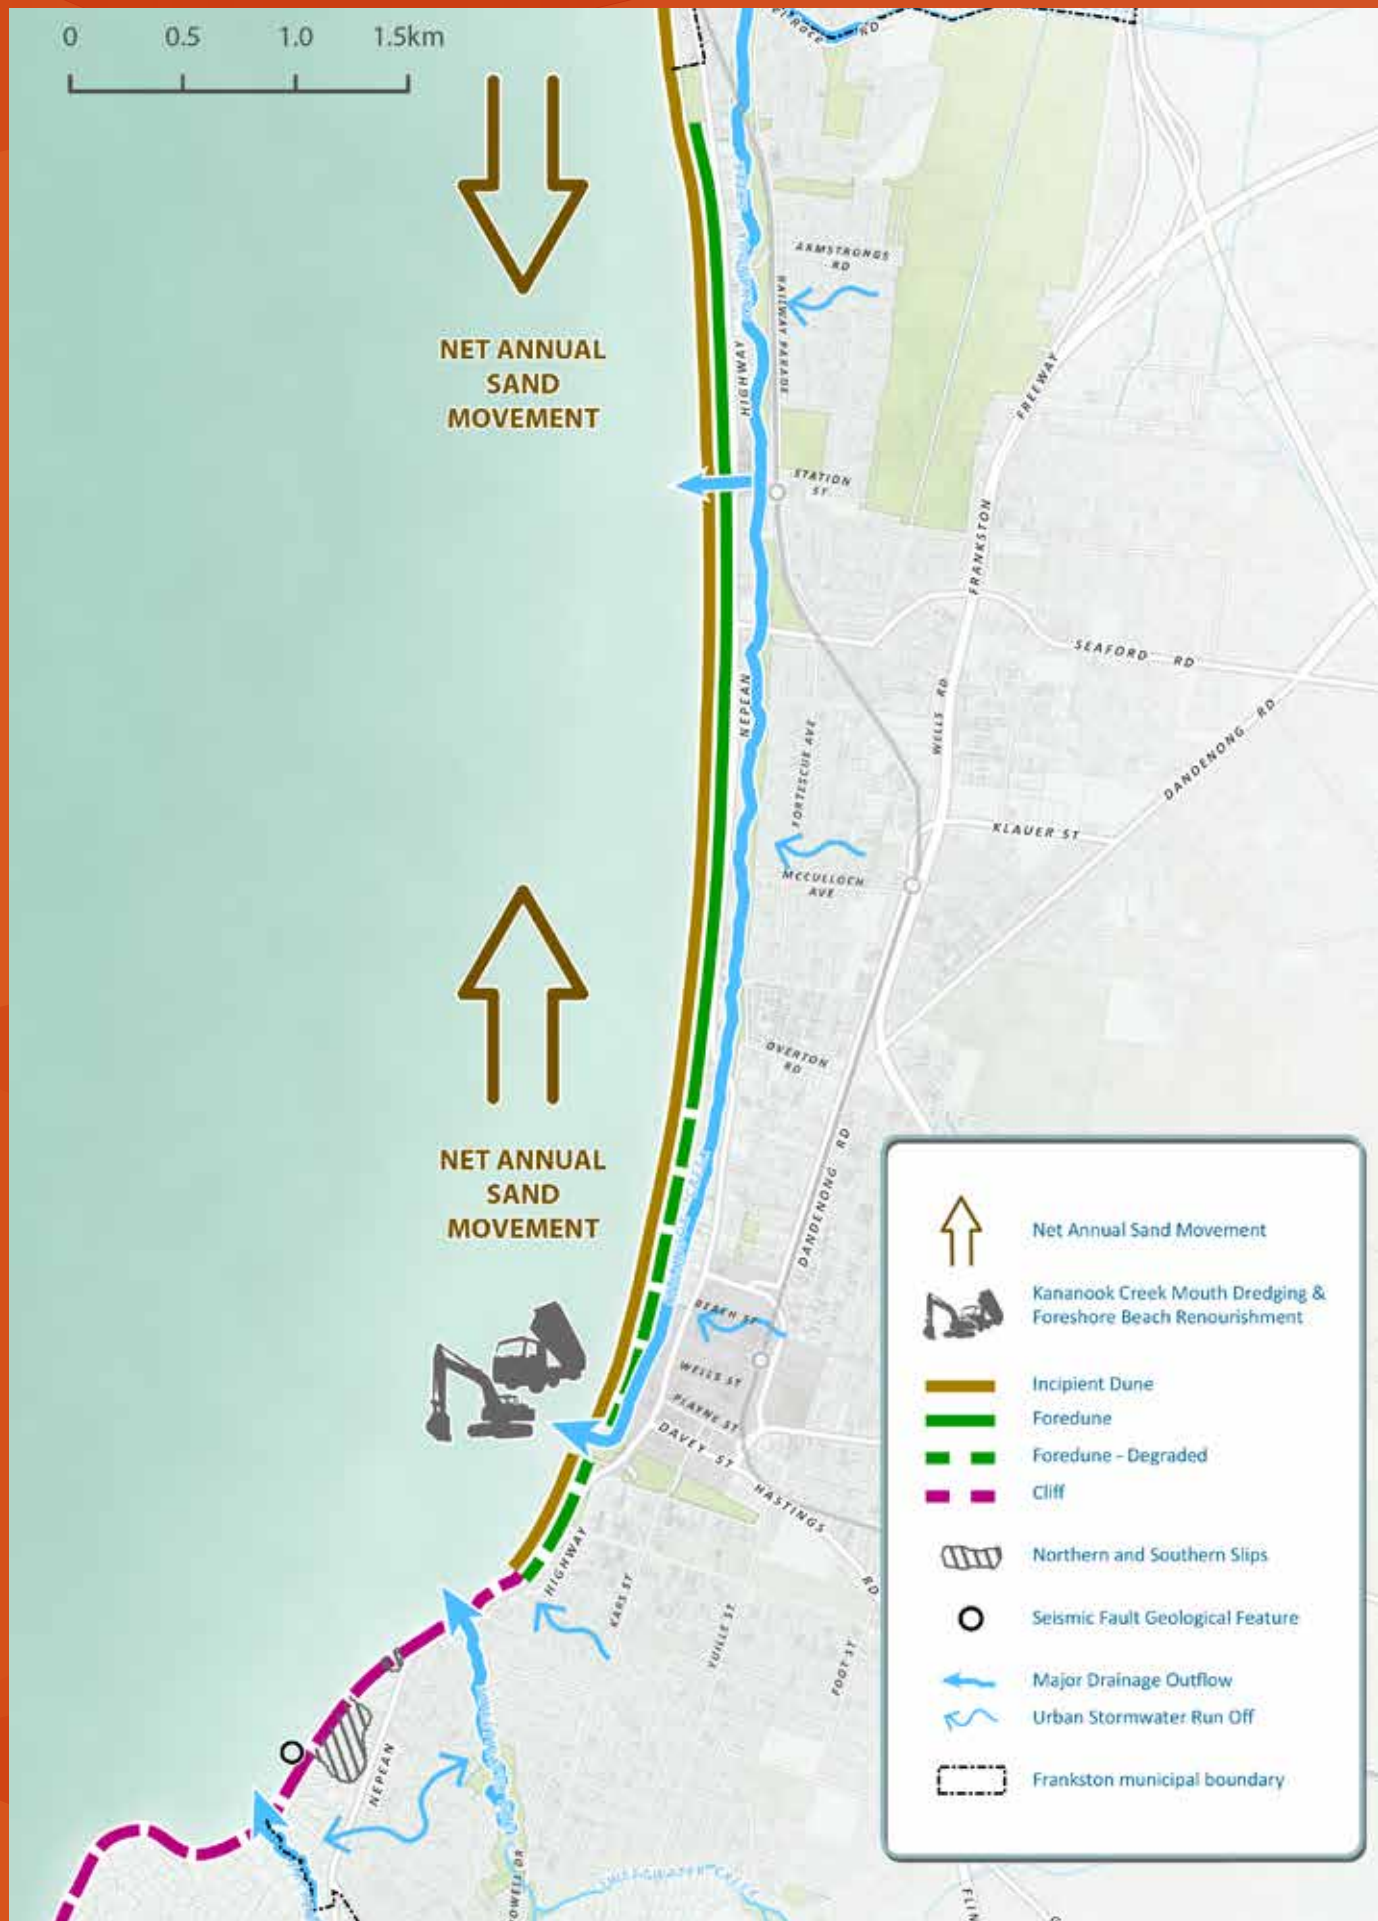 0 0.5 1.0 1.5km
Race RD
ARMSTRONGS
RD
RAILWAY PARADE
HIGHWAY
NET ANNUAL
SAND
MOVEMENT
FREEWAY
STATION
ST
FRANKSTON
SEAFORD RD
NEPEAN
WELLS RD
DANDENONG RD
FORTESCUE AVE
KLAUER ST
MCCULLOCH
AVE
OVERTON
RD
DANDENONG RD
NET ANNUAL
SAND
MOVEMENT
BEACH ST
WELLS ST
PLAYNE ST
DAVEY ST
HASTINGS
RD
HIGHWAY
KARS ST
YUILLE ST
FOOT ST
NEPEAN
SWEETWATER CREEK
Net Annual Sand Movement
Kananook Creek Mouth Dredging &
Foreshore Beach Renourishment
Incipient Dune
Foredune
Foredune - Degraded
Cliff
Northern and Southern Slips
Seismic Fault Geological Feature
Major Drainage Outflow
Urban Stormwater Run Off
Frankston municipal boundary